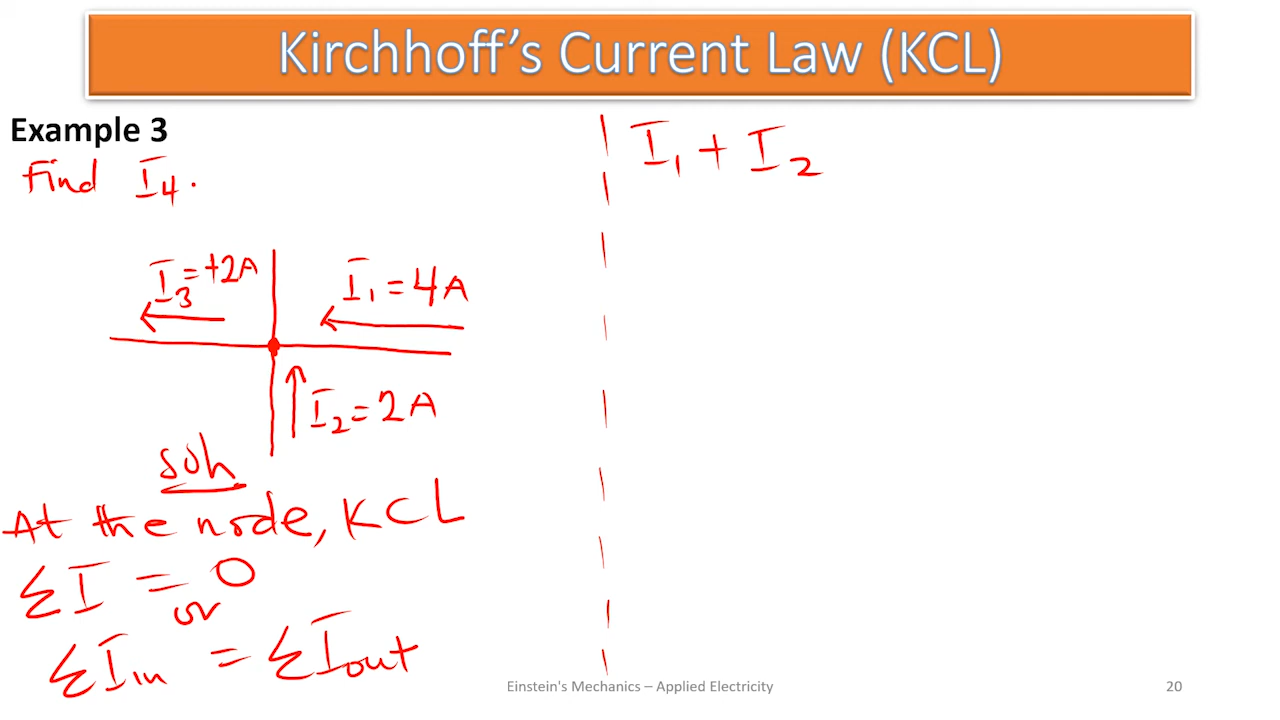 Kirchhoff's Current Law (KCL)
Example 3
Find I₄.
I₃=+2A
I₁=4A
I₂=2A
Soln
At the node, KCL
ΣI = 0
or
ΣIin = ΣIout
I₁ + I₂
Einstein's Mechanics – Applied Electricity
20